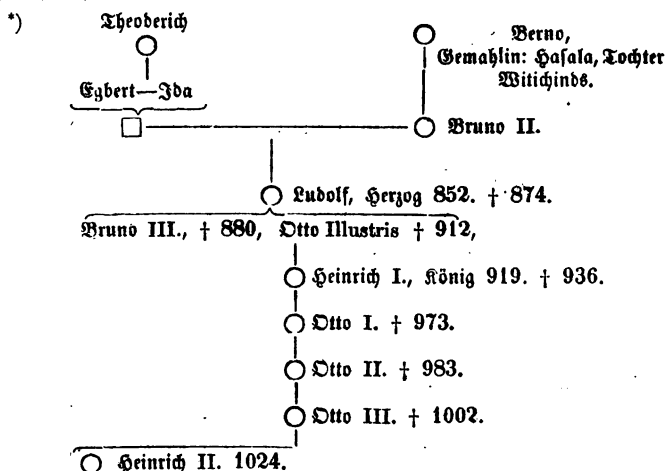 *)
Theoderich
Berno,
Gemahlin: Hasala, Tochter
Witichinds.
Egbert—Ida
Bruno II.
Ludolf, Herzog 852. † 874.
Bruno III., † 880, Otto Illustris † 912,
Heinrich I., König 919. † 936.
Otto I. † 973.
Otto II. † 983.
Otto III. † 1002.
Heinrich II. 1024.